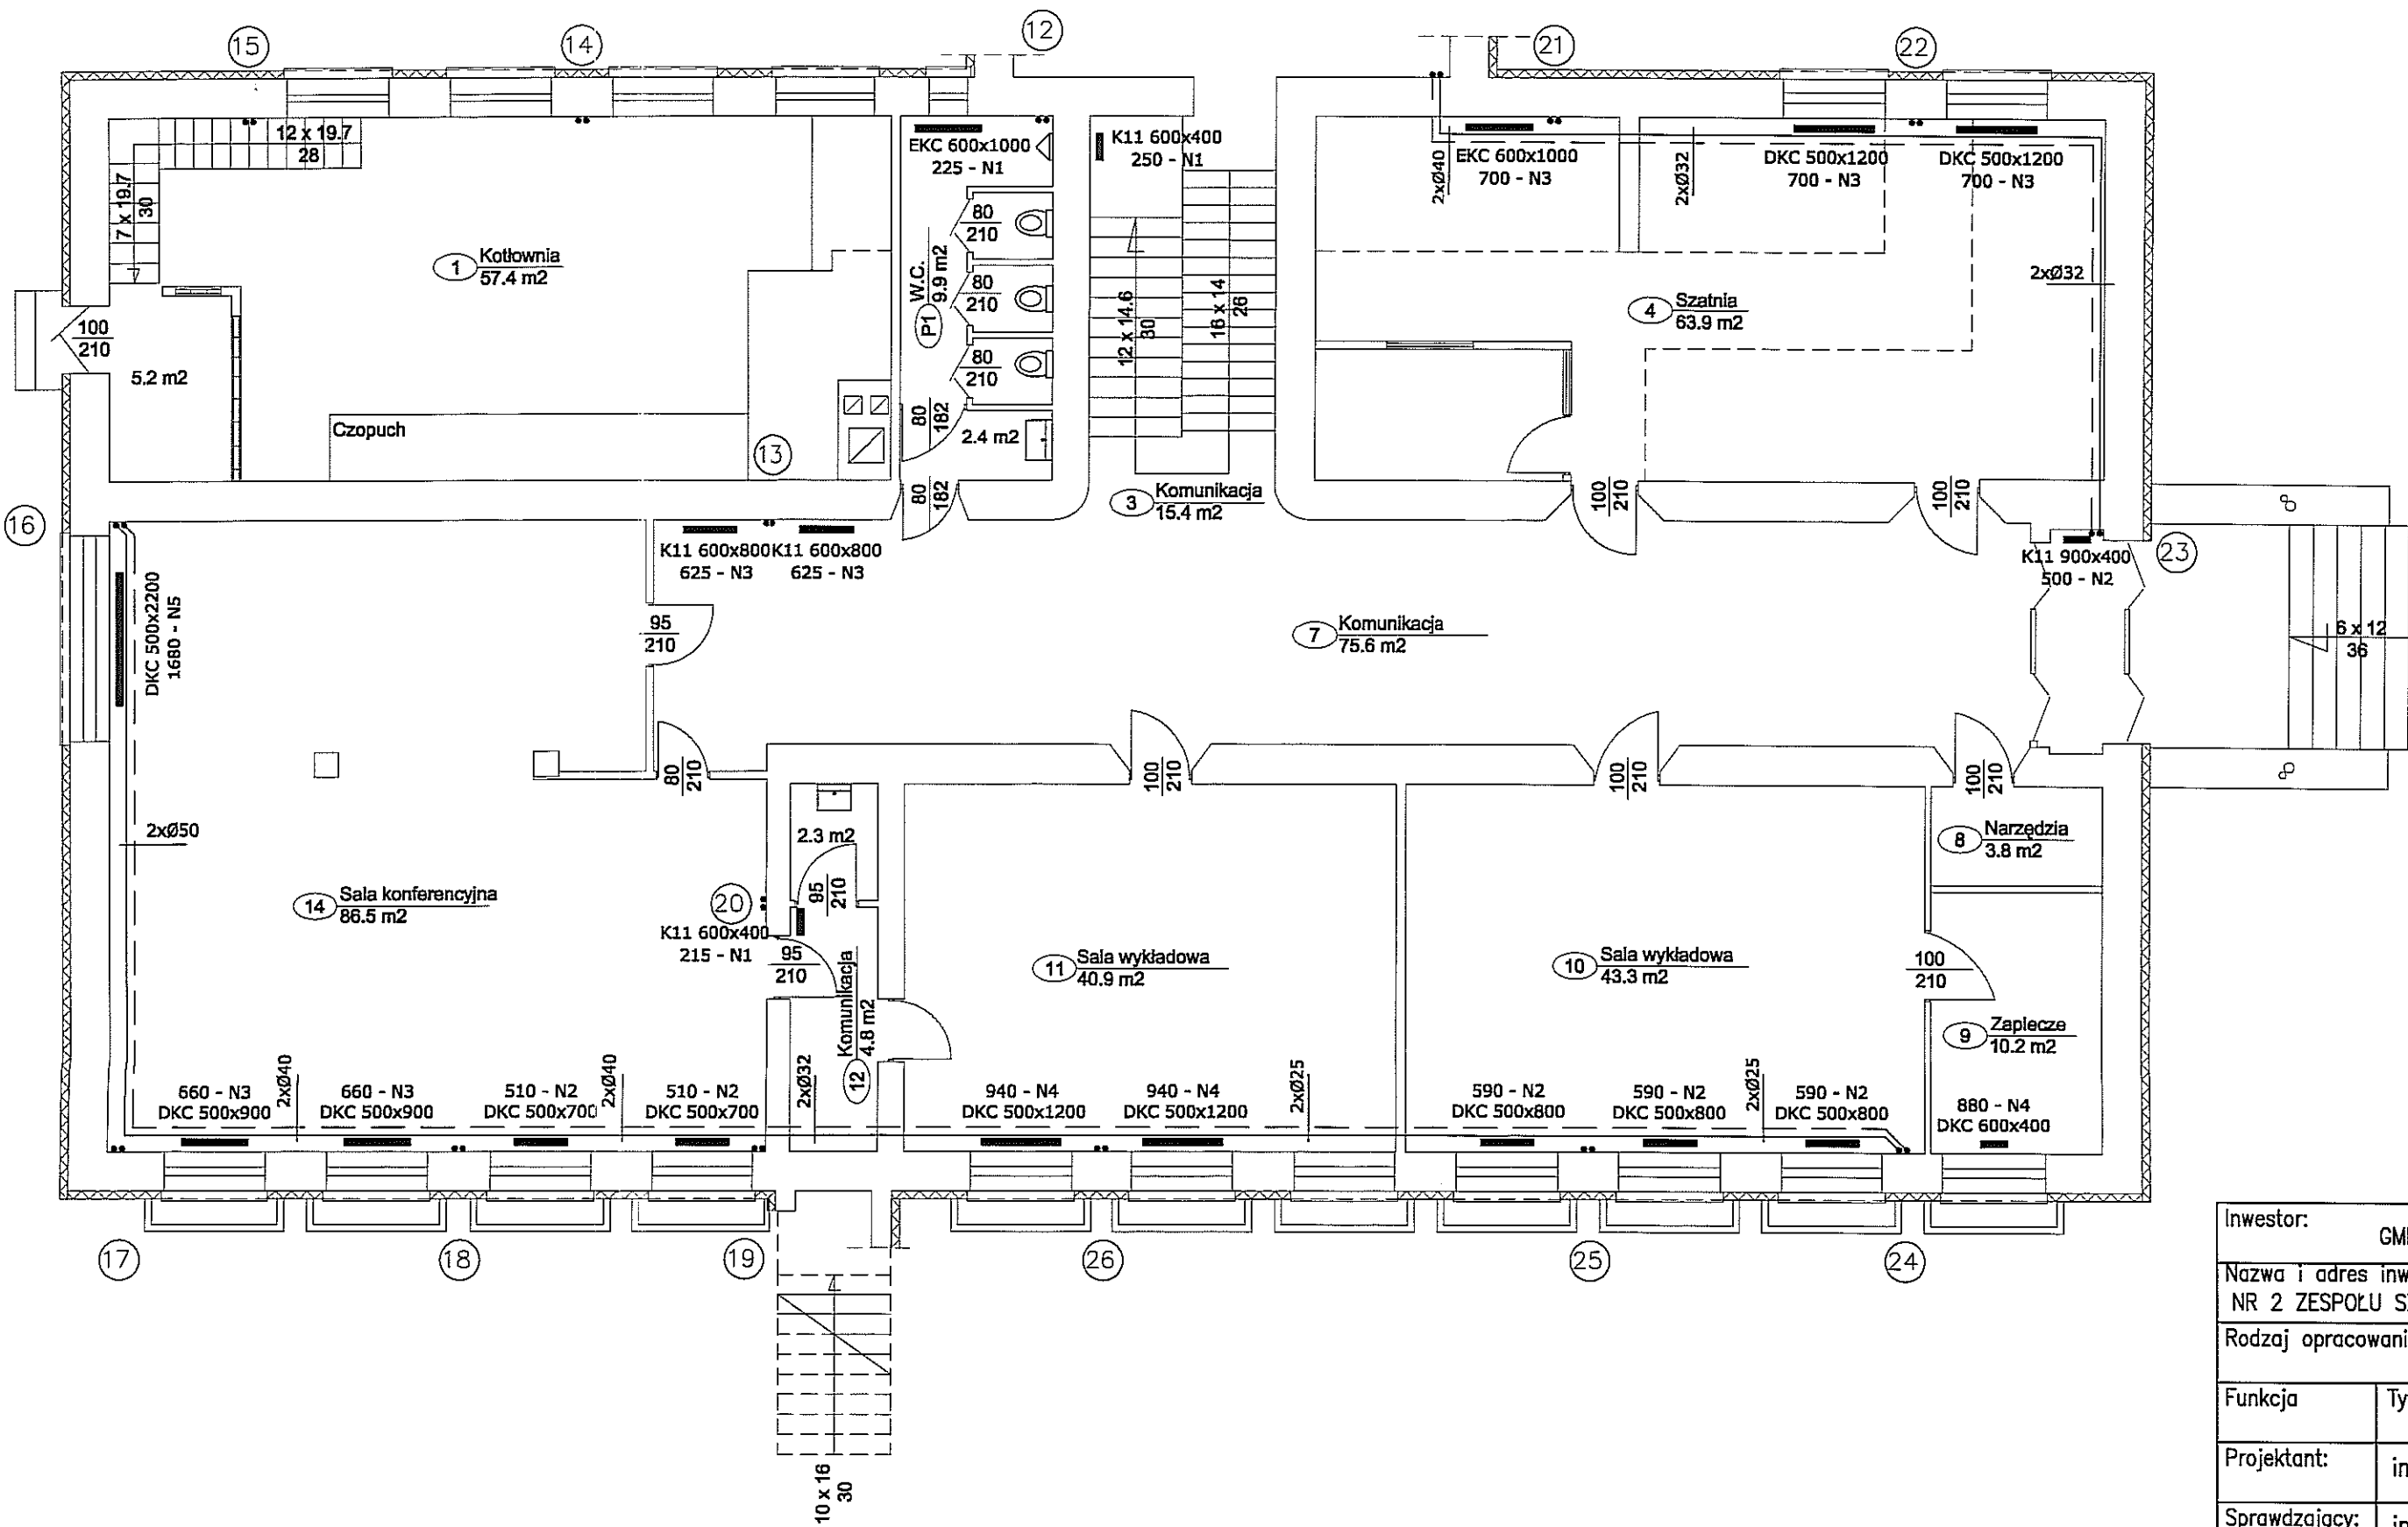 15
14
12
21
22
12 x 19.7
28
7 x 19.7
30
EKC 600x1000
225 - N1
K11 600x400
250 - N1
2xØ40
EKC 600x1000
700 - N3
2xØ32
DKC 500x1200
700 - N3
DKC 500x1200
700 - N3
1 Kotłownia
57.4 m2
80
210
80
210
80
210
P1 W.C.
9.9 m2
12 x 14.6
30
16 x 14
26
2xØ32
4 Szatnia
63.9 m2
100
210
5.2 m2
Czopuch
13
80
182
2.4 m2
80
182
3 Komunikacja
15.4 m2
100
210
100
210
16
K11 600x800
625 - N3
K11 600x800
625 - N3
K11 900x400
500 - N2
23
DKC 500x2200
1680 - N5
95
210
7 Komunikacja
75.6 m2
6 x 12
36
80
210
100
210
100
210
100
210
2xØ50
2.3 m2
8 Narzędzia
3.8 m2
14 Sala konferencyjna
86.5 m2
20
95
210
K11 600x400
215 - N1
95
210
12 Komunikacja
4.8 m2
11 Sala wykładowa
40.9 m2
10 Sala wykładowa
43.3 m2
100
210
9 Zaplecze
10.2 m2
660 - N3
DKC 500x900
2xØ40
660 - N3
DKC 500x900
510 - N2
DKC 500x700
2xØ40
510 - N2
DKC 500x700
2xØ32
940 - N4
DKC 500x1200
940 - N4
DKC 500x1200
2xØ25
590 - N2
DKC 500x800
590 - N2
DKC 500x800
2xØ25
590 - N2
DKC 500x800
880 - N4
DKC 600x400
17
18
19
26
25
24
10 x 16
30
Inwestor:
GMI
Nazwa i adres inw
NR 2 ZESPOŁU S
Rodzaj opracowani
Funkcja
Ty
Projektant:
in
Sprawdzający:
in